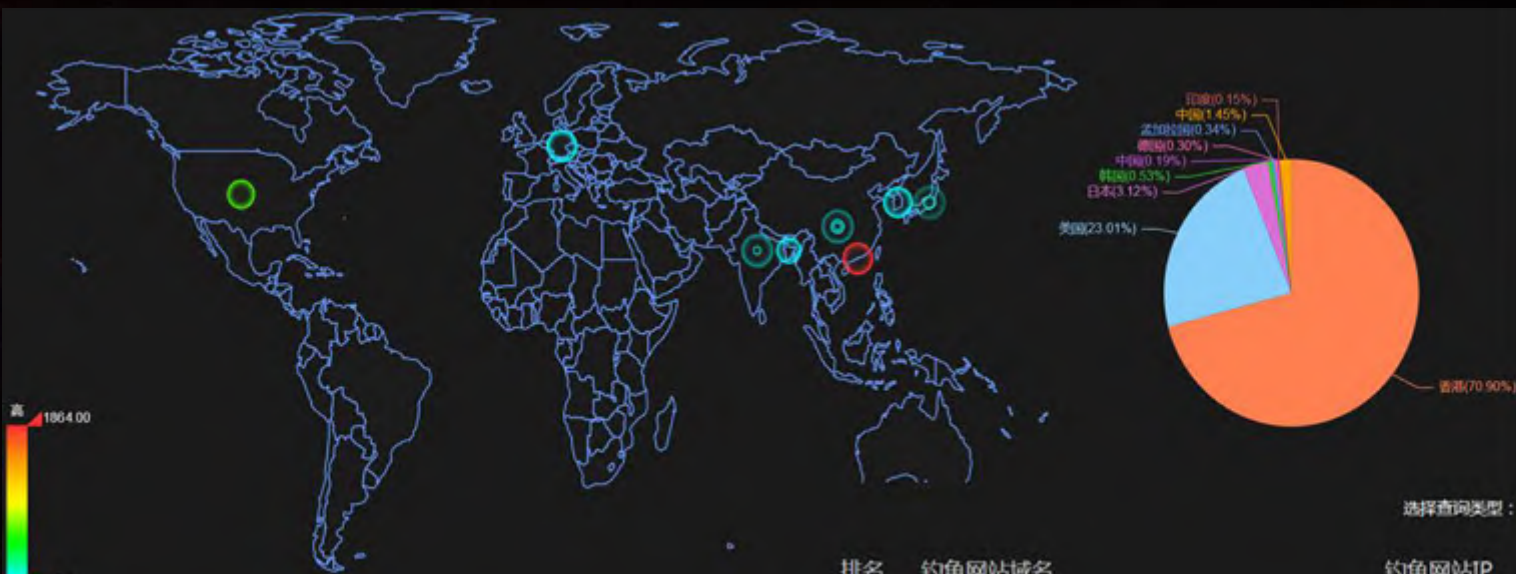 印度(0.15%)
中国(1.45%)
孟加拉国(0.34%)
德国(0.30%)
中国(0.19%)
韩国(0.53%)
日本(3.12%)
美国(23.01%)
香港(70.90%)
高
1864.00
选择查询类型：
排名 钓鱼网站域名 钓鱼网站IP